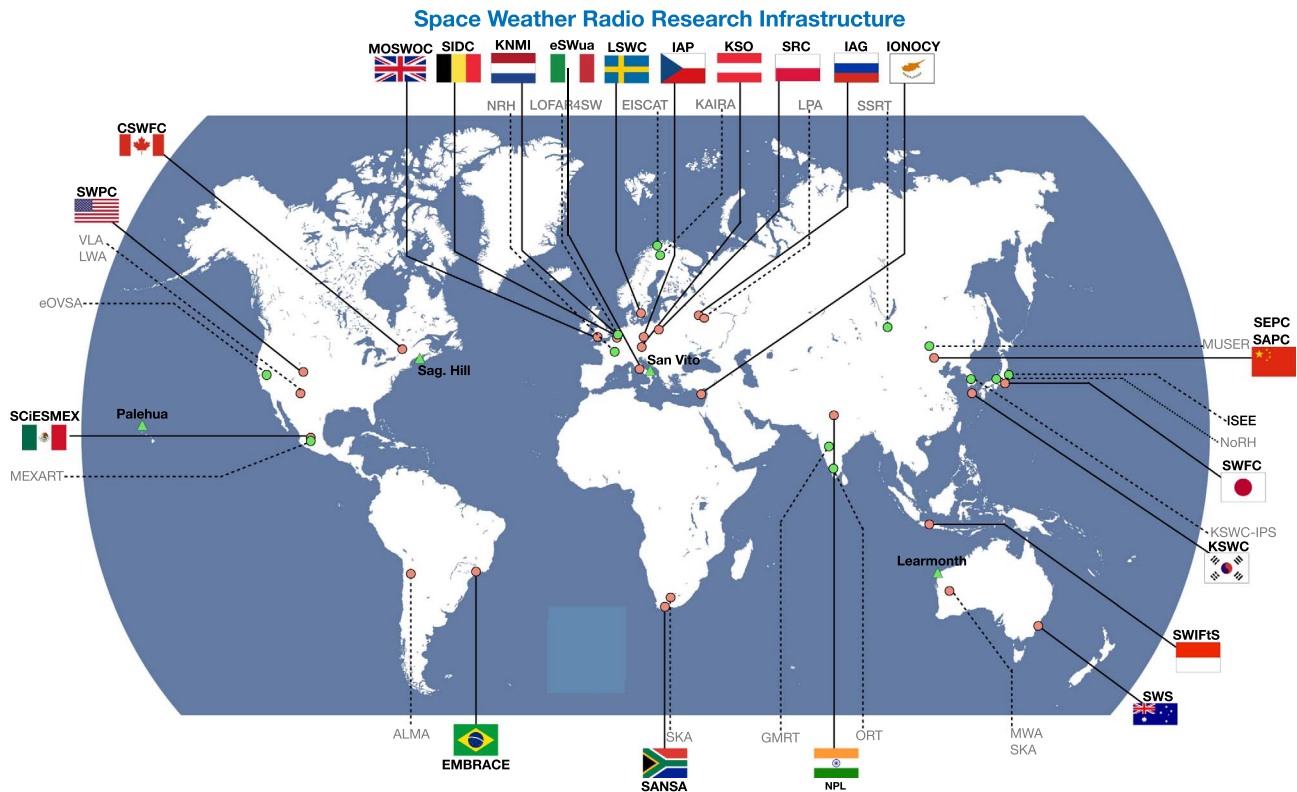 Space Weather Radio Research Infrastructure
MOSWOC
SIDC
KNMI
eSWua
LSWC
IAP
KSO
SRC
IAG
IONOCY
NRH
LOFAR4SW
EISCAT
KAIRA
LPA
SSRT
CSWFC
SWPC
VLA
LWA
eOVSA
SCiESMEX
MEXART
Palehua
Sag. Hill
San Vito
Learmonth
SEPC
SAPC
MUSER
ISEE
NoRH
SWFC
KSWC-IPS
KSWC
SWIFtS
SWS
ALMA
EMBRACE
SKA
SANSA
GMRT
ORT
NPL
MWA
SKA